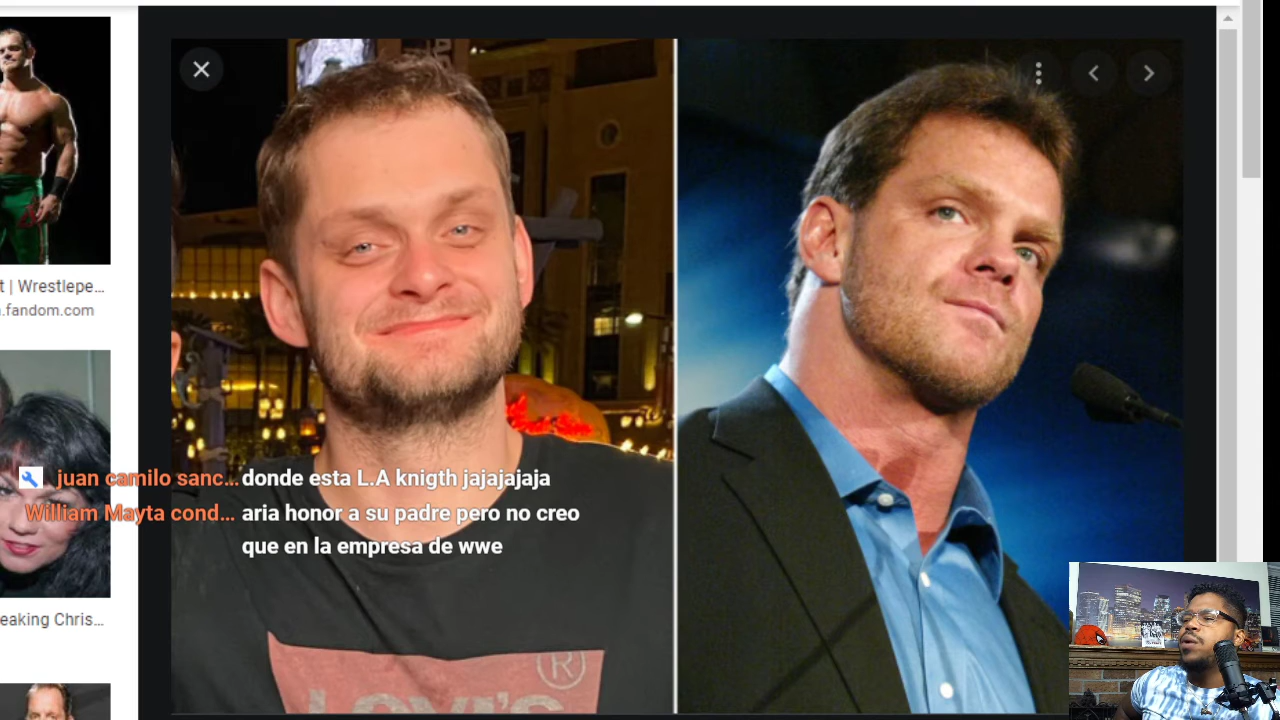 t | Wrestlepe...
.fandom.com
juan camilo sanc... donde esta L.A knigth jajajajaja
William Mayta cond... aria honor a su padre pero no creo
que en la empresa de wwe
eaking Chris...
LEVI'S
®